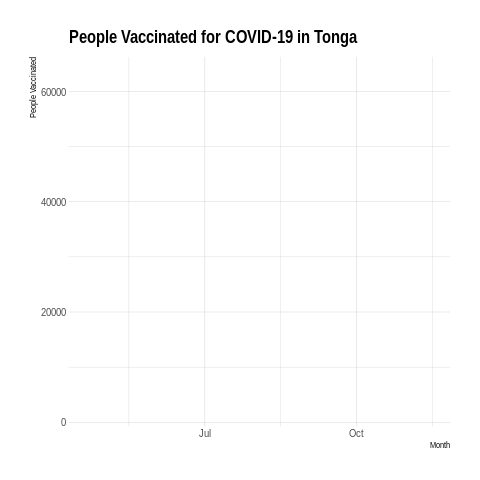 People Vaccinated for COVID-19 in Tonga
People Vaccinated
60000
40000
20000
0
Jul
Oct
Month